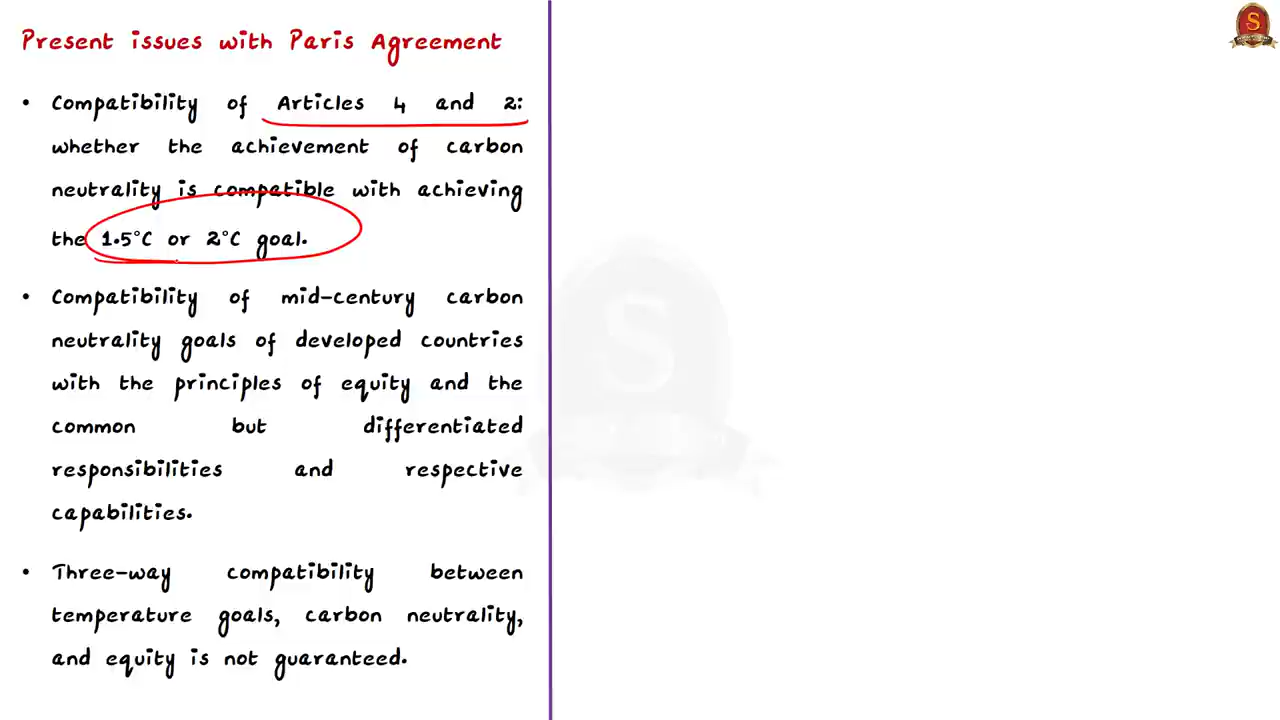 Present issues with Paris Agreement
• Compatibility of Articles 4 and 2:
whether the achievement of carbon
neutrality is compatible with achieving
the 1.5°C or 2°C goal.
• Compatibility of mid-century carbon
neutrality goals of developed countries
with the principles of equity and the
common but differentiated
responsibilities and respective
capabilities.
• Three-way compatibility between
temperature goals, carbon neutrality,
and equity is not guaranteed.
S
S